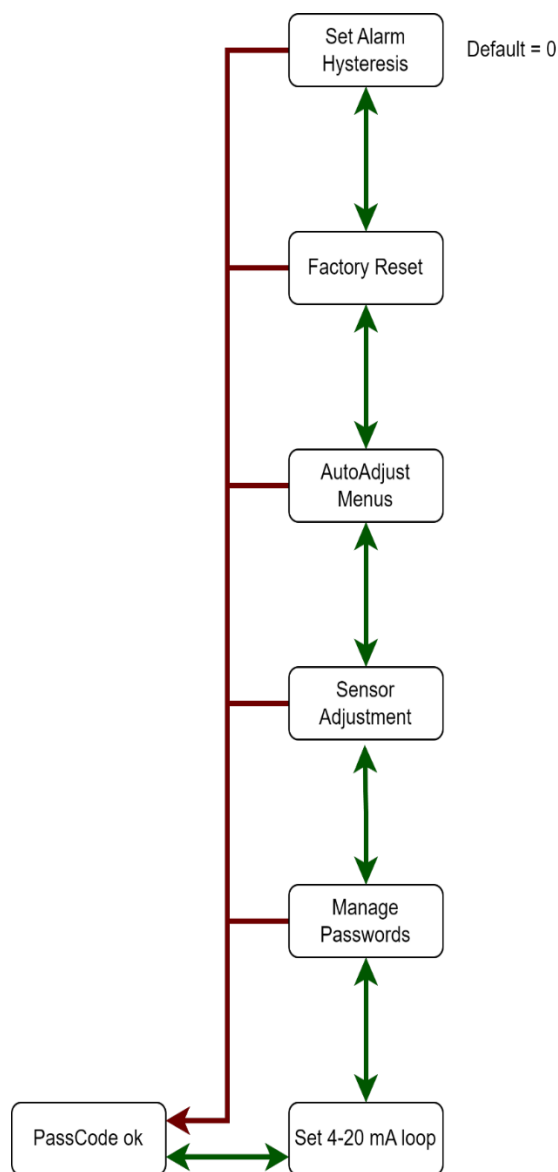 Set Alarm
Hysteresis
Default = 0
Factory Reset
AutoAdjust
Menus
Sensor
Adjustment
Manage
Passwords
PassCode ok
Set 4-20 mA loop